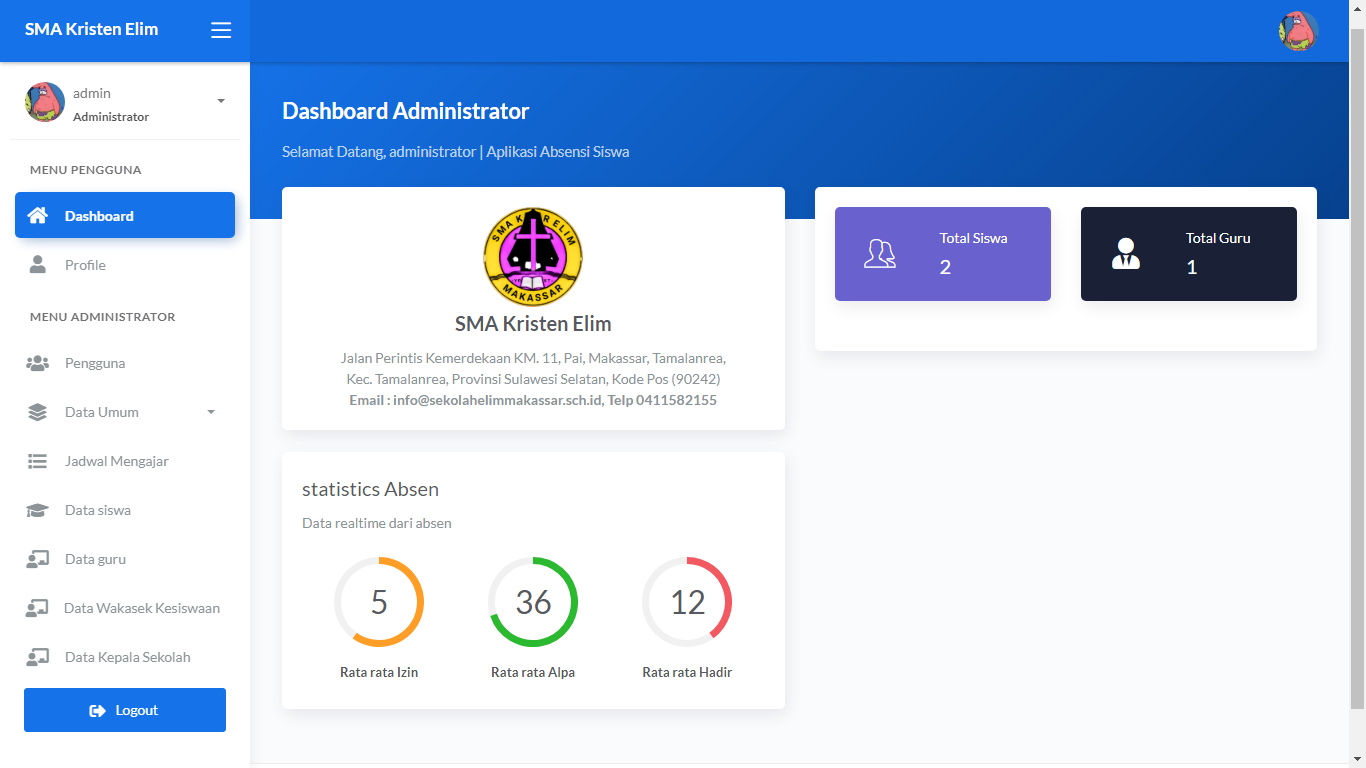 SMA Kristen Elim
admin
Administrator
MENU PENGGUNA
Dashboard
Profile
MENU ADMINISTRATOR
Pengguna
Data Umum
Jadwal Mengajar
Data siswa
Data guru
Data Wakasek Kesiswaan
Data Kepala Sekolah
Logout
Dashboard Administrator
Selamat Datang, administrator | Aplikasi Absensi Siswa
SMA KR ELIM
MAKASSAR
SMA Kristen Elim
Jalan Perintis Kemerdekaan KM. 11, Pai, Makassar, Tamalanrea,
Kec. Tamalanrea, Provinsi Sulawesi Selatan, Kode Pos (90242)
Email : info@sekolahelimmakassar.sch.id, Telp 0411582155
Total Siswa
2
Total Guru
1
statistics Absen
Data realtime dari absen
5
Rata rata Izin
36
Rata rata Alpa
12
Rata rata Hadir